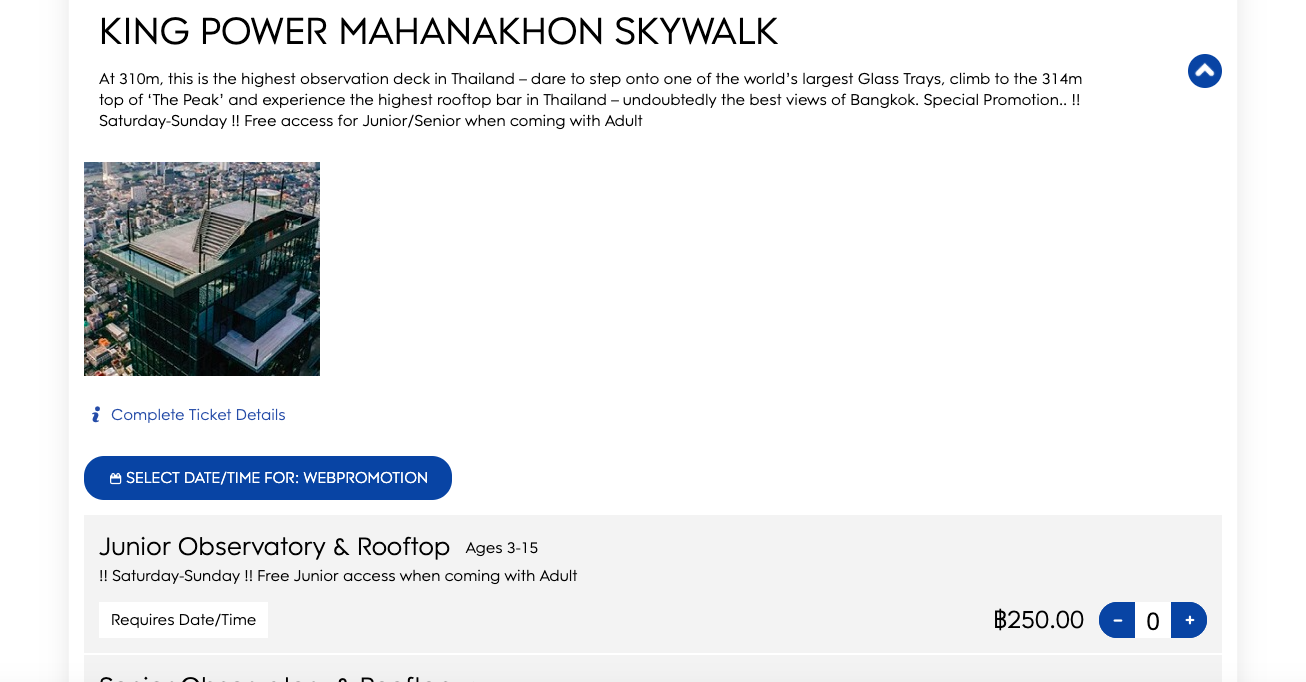 KING POWER MAHANAKHON SKYWALK
At 310m, this is the highest observation deck in Thailand – dare to step onto one of the world's largest Glass Trays, climb to the 314m
top of ‘The Peak’ and experience the highest rooftop bar in Thailand – undoubtedly the best views of Bangkok. Special Promotion.. !!
Saturday-Sunday !! Free access for Junior/Senior when coming with Adult
Complete Ticket Details
SELECT DATE/TIME FOR: WEBPROMOTION
Junior Observatory & Rooftop Ages 3-15
!! Saturday-Sunday !! Free Junior access when coming with Adult
Requires Date/Time ฿250.00 - 0 +
Senior Observatory & Rooftop